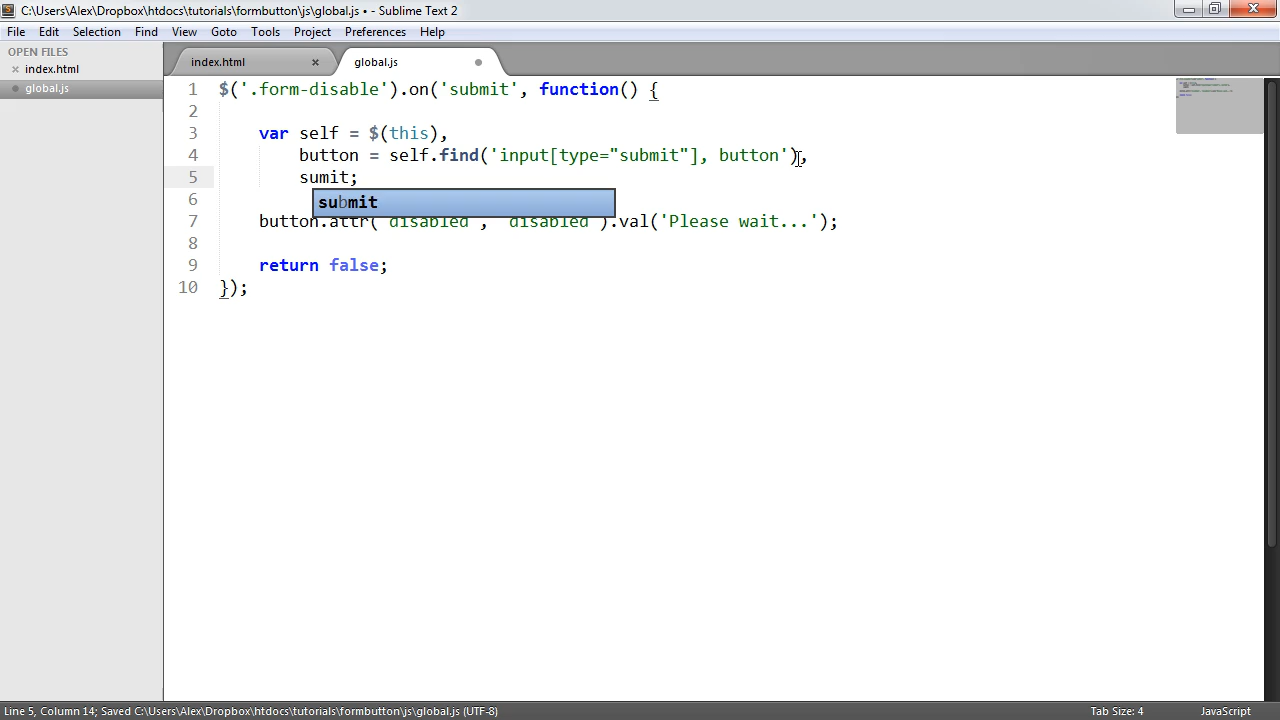 C:\Users\Alex\Dropbox\htdocs\tutorials\formbutton\js\global.js • - Sublime Text 2
File Edit Selection Find View Goto Tools Project Preferences Help
OPEN FILES
index.html
global.js
index.html
global.js
1 $('.form-disable').on('submit', function() {
2
3 var self = $(this),
4 button = self.find('input[type="submit"], button'),
5 sumit;
submit
6
7 button.attr('disabled', 'disabled').val('Please wait...');
8
9 return false;
10 });
Line 5, Column 14; Saved C:\Users\Alex\Dropbox\htdocs\tutorials\formbutton\js\global.js (UTF-8)
Tab Size: 4
JavaScript